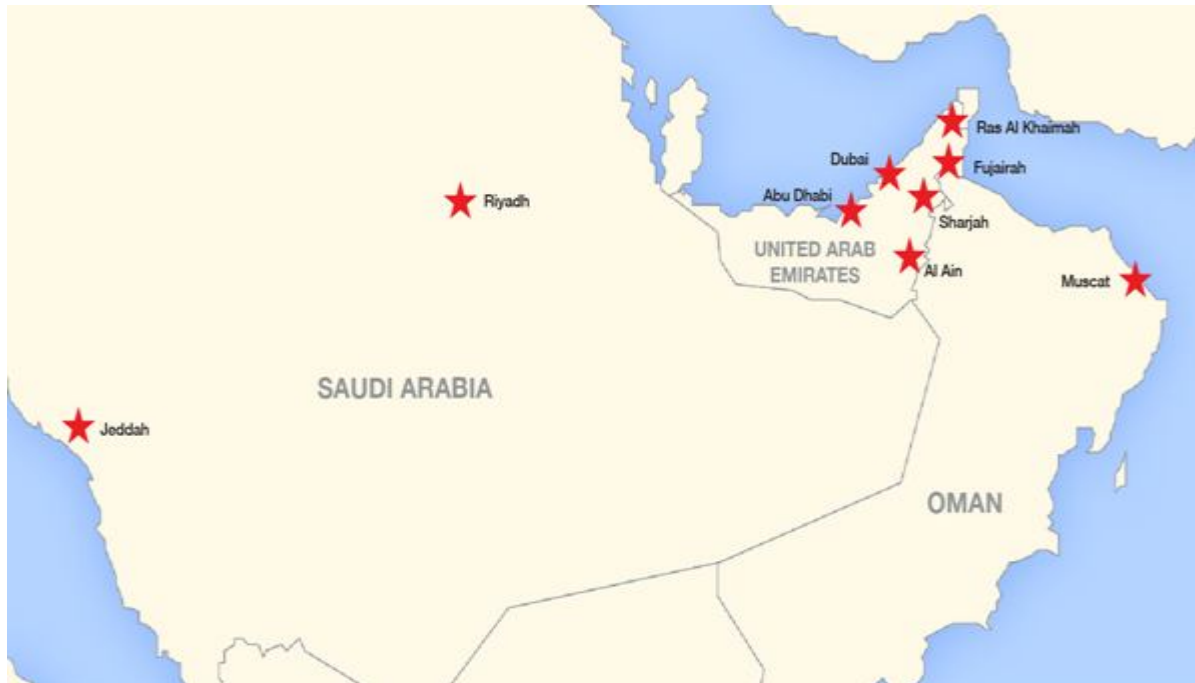 Ras Al Khaimah
Dubai
Fujairah
Abu Dhabi
Riyadh
Sharjah
UNITED ARAB
EMIRATES
Al Ain
Muscat
SAUDI ARABIA
Jeddah
OMAN